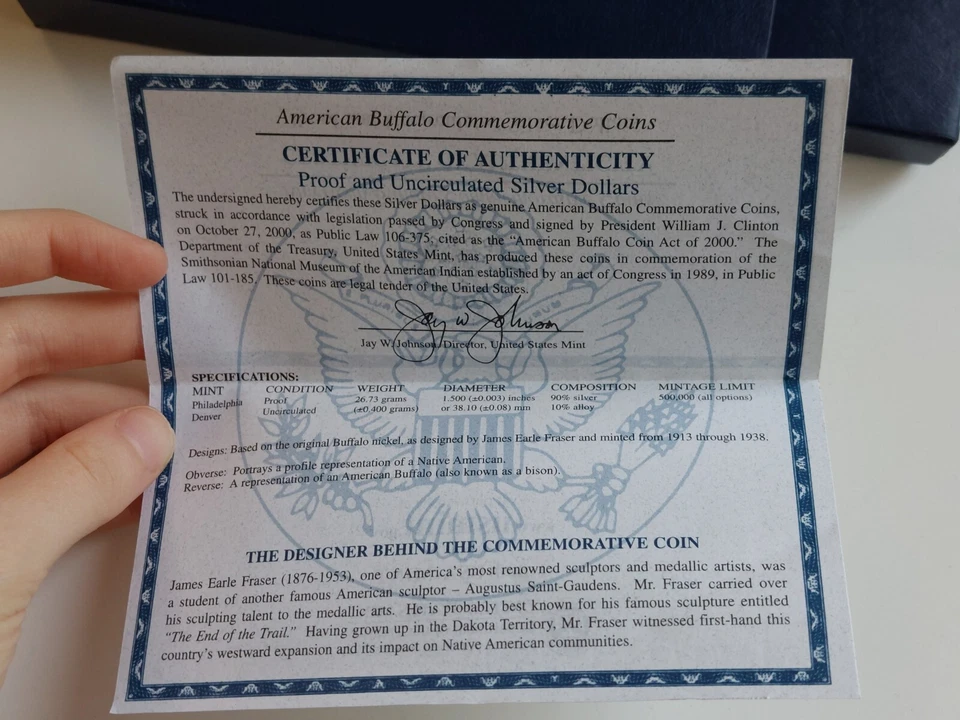 American Buffalo Commemorative Coins
CERTIFICATE OF AUTHENTICITY
Proof and Uncirculated Silver Dollars
The undersigned hereby certifies these Silver Dollars as genuine American Buffalo Commemorative Coins,
struck in accordance with legislation passed by Congress and signed by President William J. Clinton
on October 27, 2000, as Public Law 106-375, cited as the “American Buffalo Coin Act of 2000.” The
Department of the Treasury, United States Mint, has produced these coins in commemoration of the
Smithsonian National Museum of the American Indian established by an act of Congress in 1989, in Public
Law 101-185. These coins are legal tender of the United States.
Jay W Johnson
Jay W. Johnson, Director, United States Mint
SPECIFICATIONS:
MINT CONDITION WEIGHT DIAMETER COMPOSITION MINTAGE LIMIT
Philadelphia Proof 26.73 grams 1.500 (±0.003) inches 90% silver 500,000 (all options)
Denver Uncirculated (±0.400 grams) or 38.10 (±0.08) mm 10% alloy
Designs: Based on the original Buffalo nickel, as designed by James Earle Fraser and minted from 1913 through 1938.
Obverse: Portrays a profile representation of a Native American.
Reverse: A representation of an American Buffalo (also known as a bison).
THE DESIGNER BEHIND THE COMMEMORATIVE COIN
James Earle Fraser (1876-1953), one of America’s most renowned sculptors and medallic artists, was
a student of another famous American sculptor – Augustus Saint-Gaudens. Mr. Fraser carried over
his sculpting talent to the medallic arts. He is probably best known for his famous sculpture entitled
“The End of the Trail.” Having grown up in the Dakota Territory, Mr. Fraser witnessed first-hand this
country’s westward expansion and its impact on Native American communities.